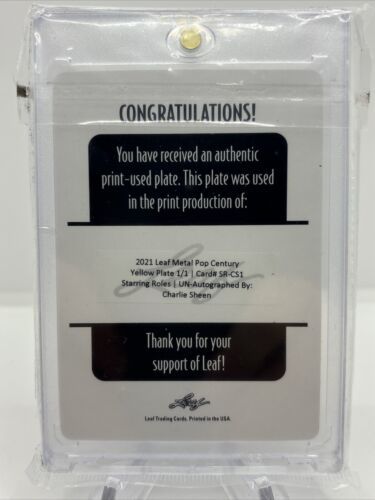 CONGRATULATIONS!
You have received an authentic
print-used plate. This plate was used
in the print production of:
2021 Leaf Metal Pop Century
Yellow Plate 1/1 | Card# SR-CS1
Starring Roles | UN-Autographed By:
Charlie Sheen
Thank you for your
support of Leaf!
Leaf
Leaf Trading Cards. Printed in the USA.